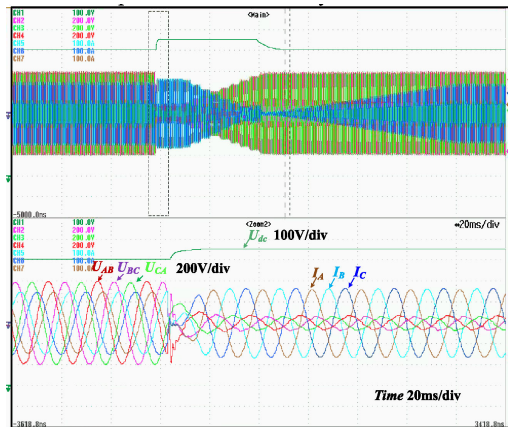 CH1 100.0V <Main>
CH2 200.0V
CH3 200.0V
CH4 200.0V
CH5 100.0A
CH6 100.0A
CH7 100.0A
-5000.0ms
CH1 100.0V <Zoom2> 20ms/div
CH2 200.0V
CH3 200.0V
CH4 200.0V
CH5 100.0A
CH6 100.0A
CH7 100.0A
Udc 100V/div
UAB UBC UCA 200V/div
IA IB IC
Time 20ms/div
-3610.0ms 3410.0ms